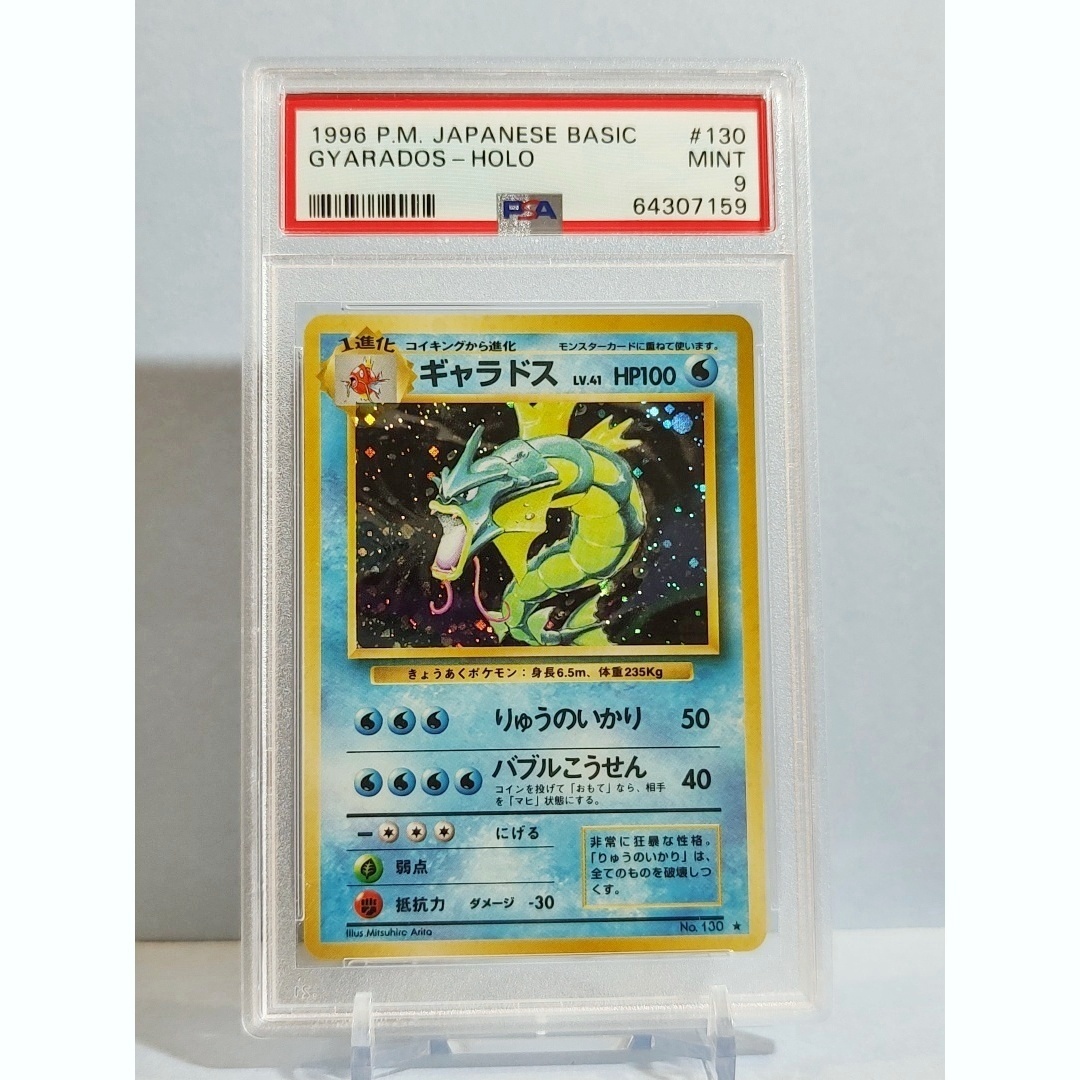 1996 P.M. JAPANESE BASIC #130
GYARADOS – HOLO MINT
9
PSA 64307159
1進化 コイキングから進化 モンスターカードに重ねて使います。
ギャラドス LV.41 HP100
きょうあくポケモン：身長6.5m、体重235Kg
りゅうのいかり 50
バブルこうせん 40
コインを投げて「おもて」なら、相手
を「マヒ」状態にする。
にげる
弱点
抵抗力 ダメージ -30
非常に狂暴な性格。
「りゅうのいかり」は、
全てのものを破壊しつ
くす。
Illus. Mitsuhiro Arita No. 130 ★